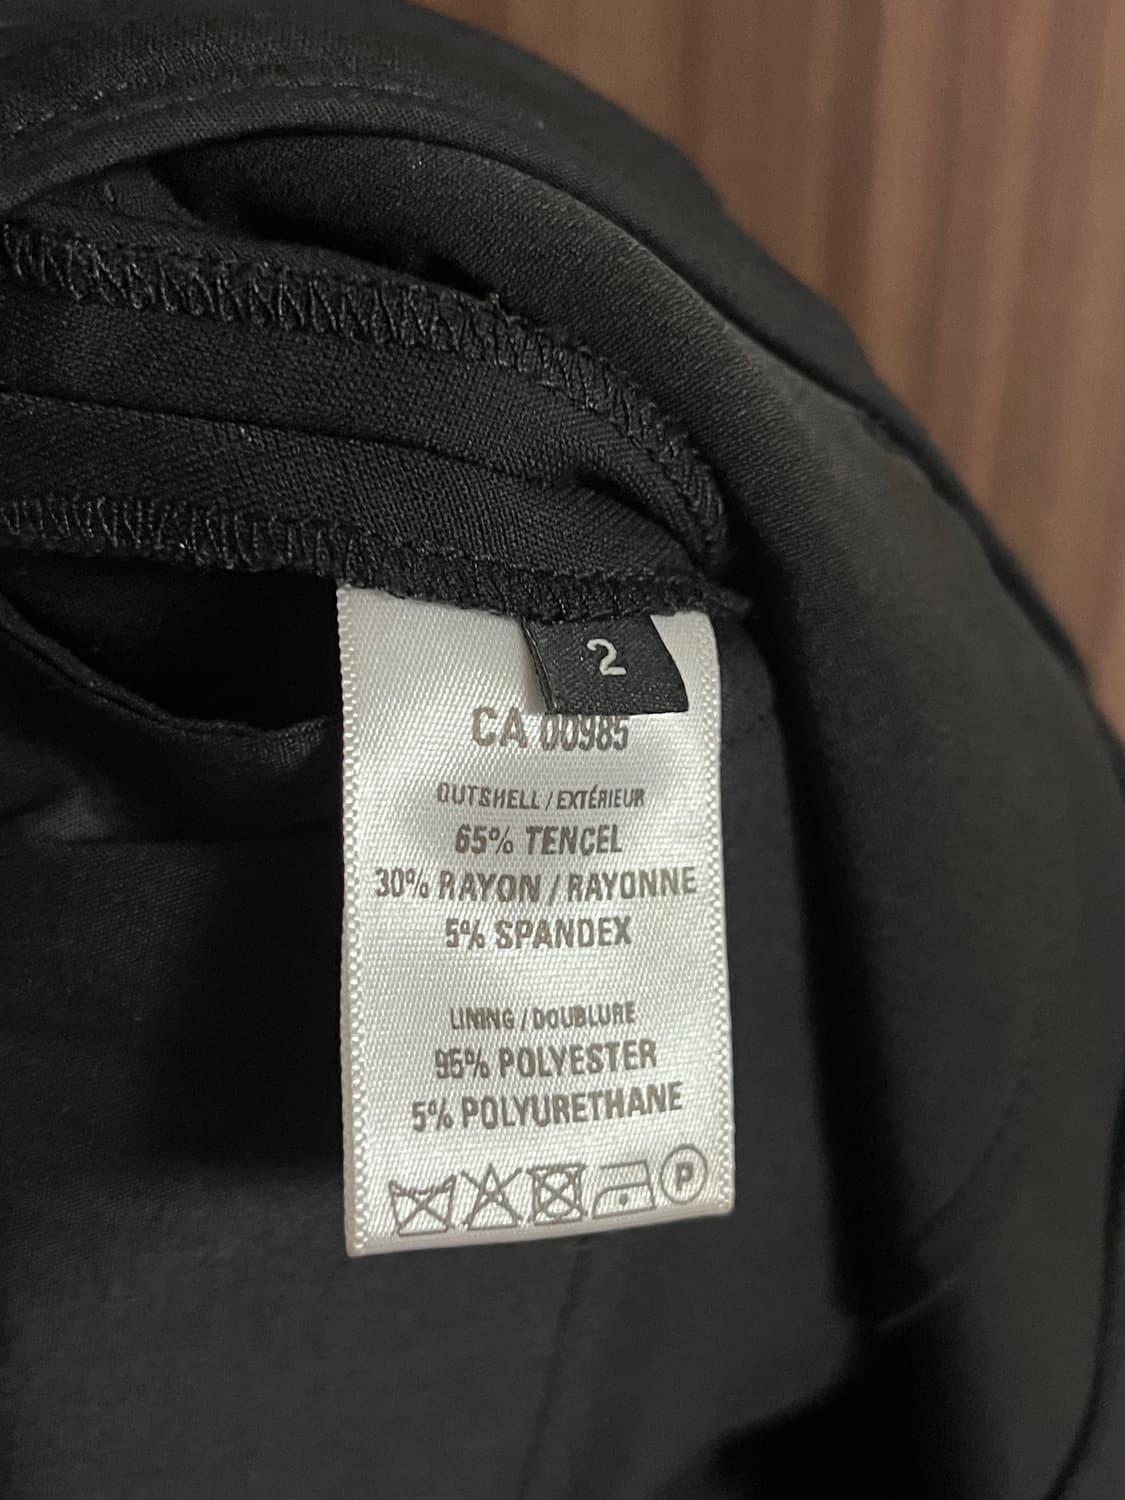 2
CA 00985
OUTSHELL / EXTÉRIEUR
65% TENCEL
30% RAYON / RAYONNE
5% SPANDEX
LINING / DOUBLURE
95% POLYESTER
5% POLYURETHANE
P